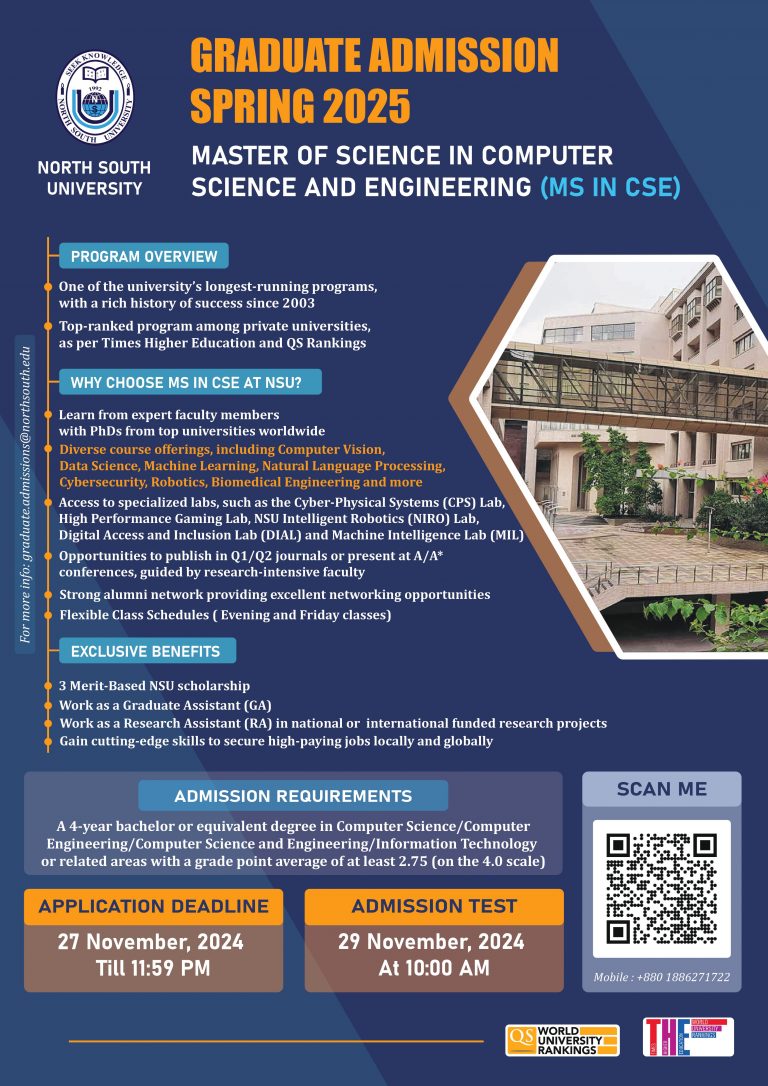 SEEK KNOWLEDGE
1992
NS
NORTH SOUTH UNIVERSITY
NORTH SOUTH
UNIVERSITY
GRADUATE ADMISSION
SPRING 2025
MASTER OF SCIENCE IN COMPUTER
SCIENCE AND ENGINEERING (MS IN CSE)
PROGRAM OVERVIEW
One of the university's longest-running programs,
with a rich history of success since 2003
Top-ranked program among private universities,
as per Times Higher Education and QS Rankings
WHY CHOOSE MS IN CSE AT NSU?
Learn from expert faculty members
with PhDs from top universities worldwide
Diverse course offerings, including Computer Vision,
Data Science, Machine Learning, Natural Language Processing,
Cybersecurity, Robotics, Biomedical Engineering and more
Access to specialized labs, such as the Cyber-Physical Systems (CPS) Lab,
High Performance Gaming Lab, NSU Intelligent Robotics (NIRO) Lab,
Digital Access and Inclusion Lab (DIAL) and Machine Intelligence Lab (MIL)
Opportunities to publish in Q1/Q2 journals or present at A/A*
conferences, guided by research-intensive faculty
Strong alumni network providing excellent networking opportunities
Flexible Class Schedules ( Evening and Friday classes)
EXCLUSIVE BENEFITS
3 Merit-Based NSU scholarship
Work as a Graduate Assistant (GA)
Work as a Research Assistant (RA) in national or international funded research projects
Gain cutting-edge skills to secure high-paying jobs locally and globally
For more info: graduate.admissions@northsouth.edu
ADMISSION REQUIREMENTS
A 4-year bachelor or equivalent degree in Computer Science/Computer
Engineering/Computer Science and Engineering/Information Technology
or related areas with a grade point average of at least 2.75 (on the 4.0 scale)
SCAN ME
Mobile : +880 1886271722
APPLICATION DEADLINE
27 November, 2024
Till 11:59 PM
ADMISSION TEST
29 November, 2024
At 10:00 AM
QS
WORLD
UNIVERSITY
RANKINGS
THE
TIMES HIGHER EDUCATION
WORLD
UNIVERSITY
RANKINGS